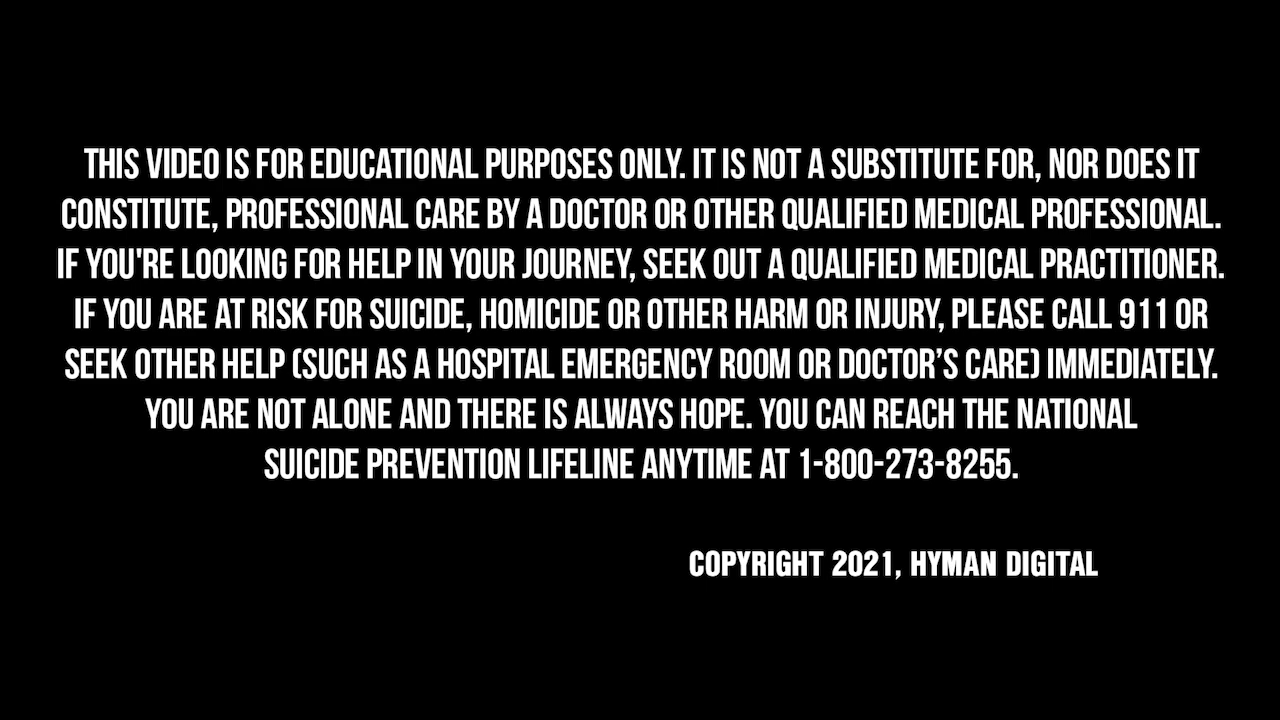 THIS VIDEO IS FOR EDUCATIONAL PURPOSES ONLY. IT IS NOT A SUBSTITUTE FOR, NOR DOES IT
CONSTITUTE, PROFESSIONAL CARE BY A DOCTOR OR OTHER QUALIFIED MEDICAL PROFESSIONAL.
IF YOU'RE LOOKING FOR HELP IN YOUR JOURNEY, SEEK OUT A QUALIFIED MEDICAL PRACTITIONER.
IF YOU ARE AT RISK FOR SUICIDE, HOMICIDE OR OTHER HARM OR INJURY, PLEASE CALL 911 OR
SEEK OTHER HELP (SUCH AS A HOSPITAL EMERGENCY ROOM OR DOCTOR’S CARE) IMMEDIATELY.
YOU ARE NOT ALONE AND THERE IS ALWAYS HOPE. YOU CAN REACH THE NATIONAL
SUICIDE PREVENTION LIFELINE ANYTIME AT 1-800-273-8255.
COPYRIGHT 2021, HYMAN DIGITAL